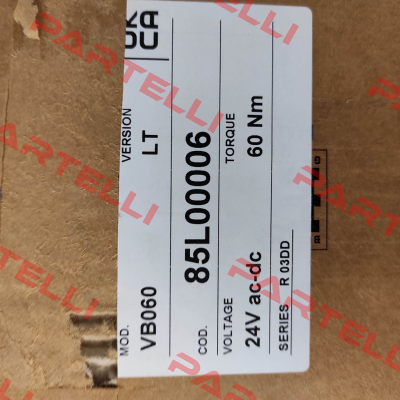 UK
CA
MOD. VERSION
VB060 LT
COD. 85L00006
VOLTAGE TORQUE
24V ac-dc 60 Nm
SERIES R 03DD
PARTELLI
PARTELLI
PARTELLI
PARTELLI
PARTELLI